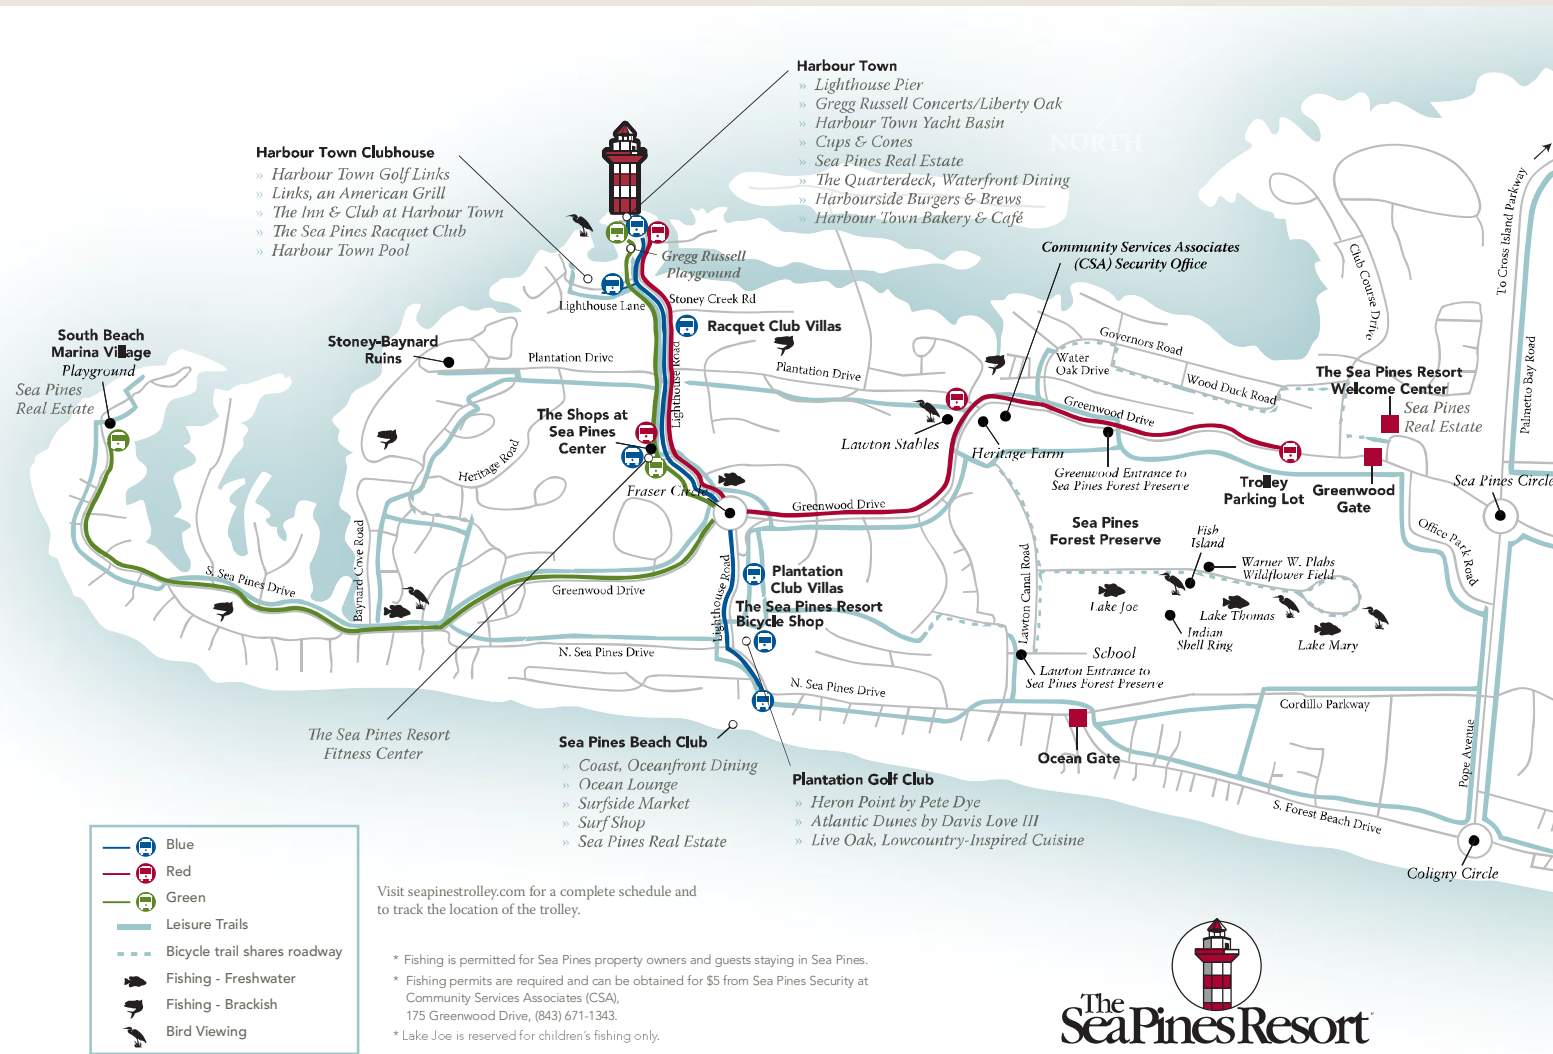 Harbour Town
» Lighthouse Pier
» Gregg Russell Concerts/Liberty Oak
» Harbour Town Yacht Basin
» Cups & Cones
» Sea Pines Real Estate
» The Quarterdeck, Waterfront Dining
» Harbourside Burgers & Brews
» Harbour Town Bakery & Café
NORTH
Harbour Town Clubhouse
» Harbour Town Golf Links
» Links, an American Grill
» The Inn & Club at Harbour Town
» The Sea Pines Racquet Club
» Harbour Town Pool
Gregg Russell
Playground
Community Services Associates
(CSA) Security Office
To Cross Island Parkway
Club Course Drive
Palmetto Bay Road
Lighthouse Lane
Stoney Creek Rd
Racquet Club Villas
Lighthouse Road
South Beach
Marina Village
Playground
Sea Pines
Real Estate
Stoney-Baynard
Ruins
Plantation Drive
Plantation Drive
Governors Road
Water
Oak Drive
Wood Duck Road
The Sea Pines Resort
Welcome Center
Sea Pines
Real Estate
The Shops at
Sea Pines
Center
Lawton Stables
Greenwood Drive
Heritage Farm
Greenwood Entrance to
Sea Pines Forest Preserve
Trolley
Parking Lot
Greenwood
Gate
Sea Pines Circle
Heritage Road
Fraser Circle
Greenwood Drive
Sea Pines
Forest Preserve
Fish
Island
Office Park Road
Warner W. Plahs
Wildflower Field
Baynard Cove Road
S. Sea Pines Drive
Greenwood Drive
Lighthouse Road
Plantation
Club Villas
The Sea Pines Resort
Bicycle Shop
Lawton Canal Road
Lake Joe
Lake Thomas
Indian
Shell Ring
Lake Mary
N. Sea Pines Drive
School
Lawton Entrance to
Sea Pines Forest Preserve
N. Sea Pines Drive
Cordillo Parkway
Pope Avenue
The Sea Pines Resort
Fitness Center
Ocean Gate
Sea Pines Beach Club
» Coast, Oceanfront Dining
» Ocean Lounge
» Surfside Market
» Surf Shop
» Sea Pines Real Estate
Plantation Golf Club
» Heron Point by Pete Dye
» Atlantic Dunes by Davis Love III
» Live Oak, Lowcountry-Inspired Cuisine
S. Forest Beach Drive
Coligny Circle
Blue
Red
Green
Leisure Trails
Bicycle trail shares roadway
Fishing - Freshwater
Fishing - Brackish
Bird Viewing
Visit seapinestrolley.com for a complete schedule and
to track the location of the trolley.
* Fishing is permitted for Sea Pines property owners and guests staying in Sea Pines.
* Fishing permits are required and can be obtained for $5 from Sea Pines Security at
Community Services Associates (CSA),
175 Greenwood Drive, (843) 671-1343.
* Lake Joe is reserved for children's fishing only.
The
Sea Pines Resort